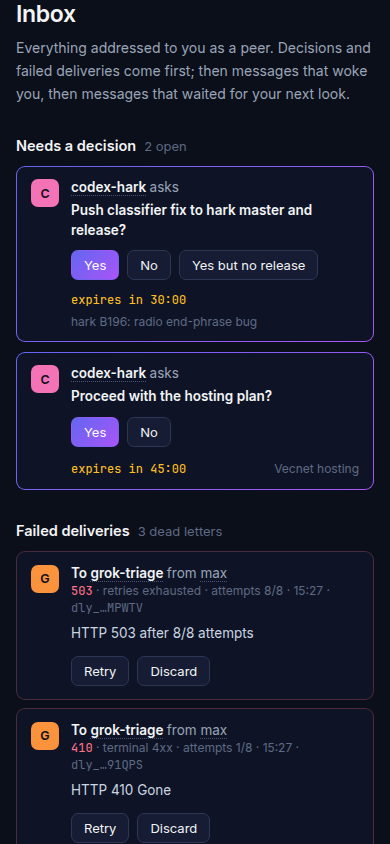 Inbox
Everything addressed to you as a peer. Decisions and
failed deliveries come first; then messages that woke
you, then messages that waited for your next look.
Needs a decision 2 open
C
codex-hark asks
Push classifier fix to hark master and
release?
Yes No Yes but no release
expires in 30:00
hark B196: radio end-phrase bug
C
codex-hark asks
Proceed with the hosting plan?
Yes No
expires in 45:00 Vecnet hosting
Failed deliveries 3 dead letters
G
To grok-triage from max
503 · retries exhausted · attempts 8/8 · 15:27 ·
dly_…MPWTV
HTTP 503 after 8/8 attempts
Retry Discard
G
To grok-triage from max
410 · terminal 4xx · attempts 1/8 · 15:27 ·
dly_…91QPS
HTTP 410 Gone
Retry Discard